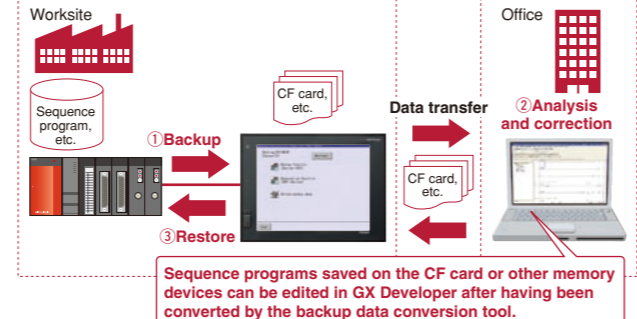 Worksite
Office
Sequence
program,
etc.
CF card,
etc.
①Backup
Data transfer
②Analysis
and correction
CF card,
etc.
③Restore
Sequence programs saved on the CF card or other memory
devices can be edited in GX Developer after having been
converted by the backup data conversion tool.